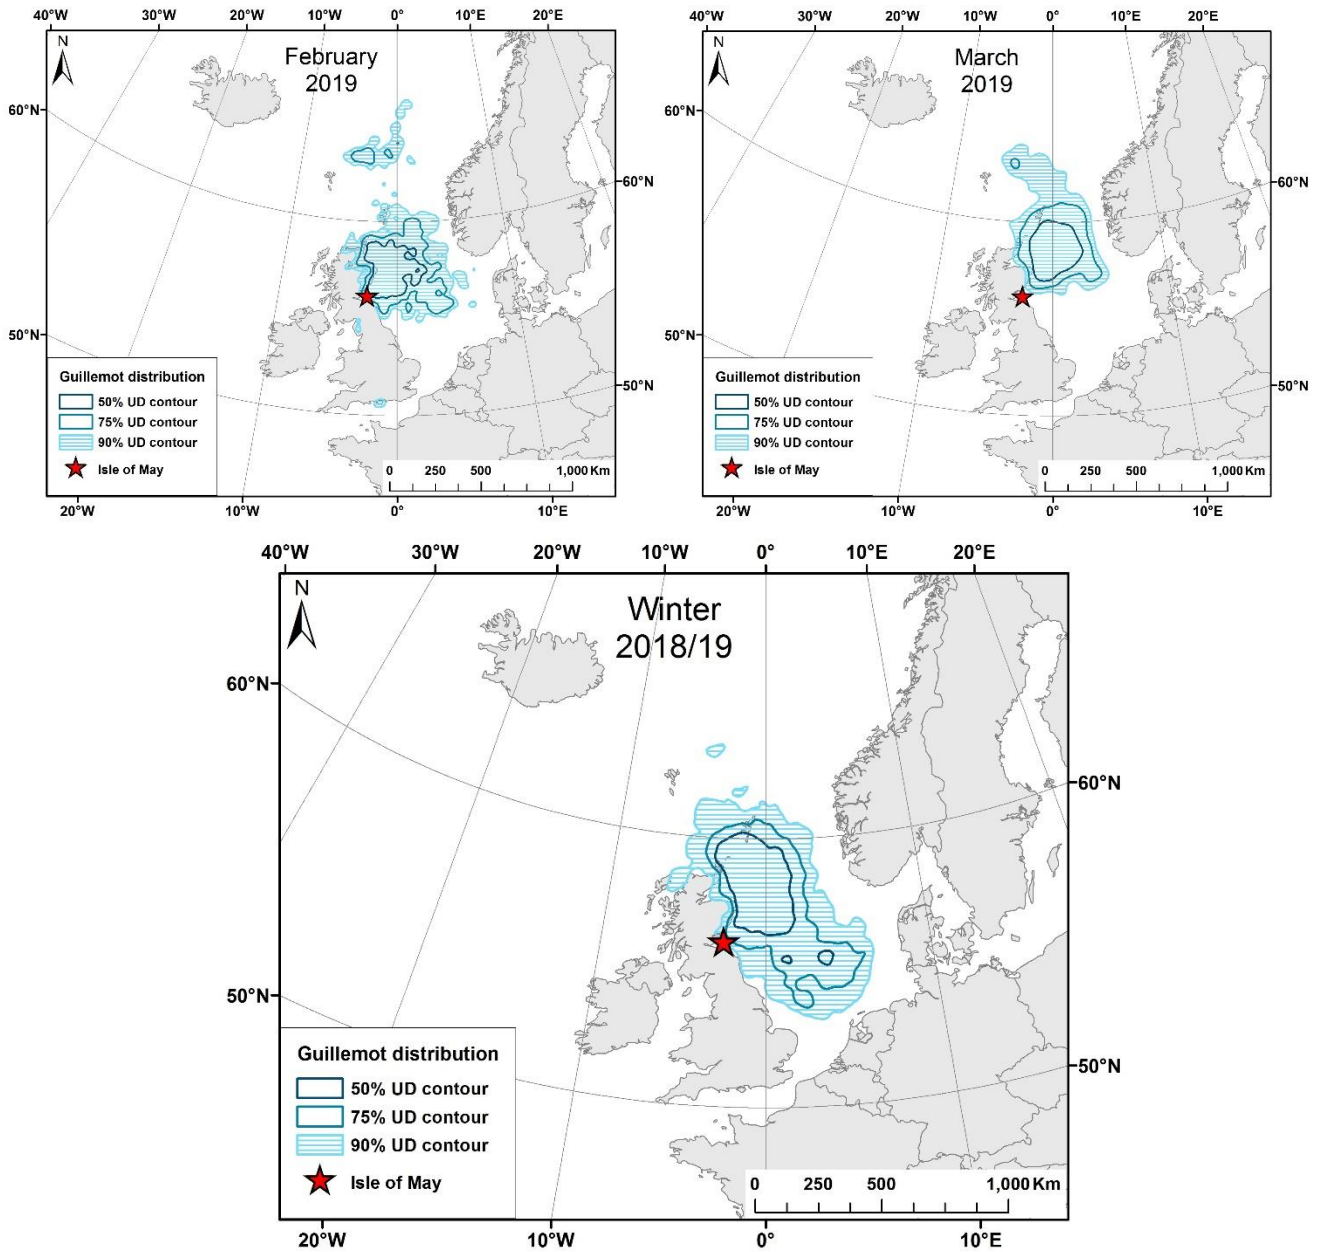 40°W 30°W 20°W 10°W 0° 10°E 20°E
N
February
2019
60°N
60°N
50°N
50°N
Guillemot distribution
50% UD contour
75% UD contour
90% UD contour
Isle of May
0 250 500 1,000 Km
20°W 10°W 0° 10°E
40°W 30°W 20°W 10°W 0° 10°E 20°E
N
March
2019
60°N
60°N
50°N
50°N
Guillemot distribution
50% UD contour
75% UD contour
90% UD contour
Isle of May
0 250 500 1,000 Km
20°W 10°W 0° 10°E
40°W 30°W 20°W 10°W 0° 10°E 20°E
N
Winter
2018/19
60°N
60°N
50°N
50°N
Guillemot distribution
50% UD contour
75% UD contour
90% UD contour
Isle of May
0 250 500 1,000 Km
20°W 10°W 0° 10°E